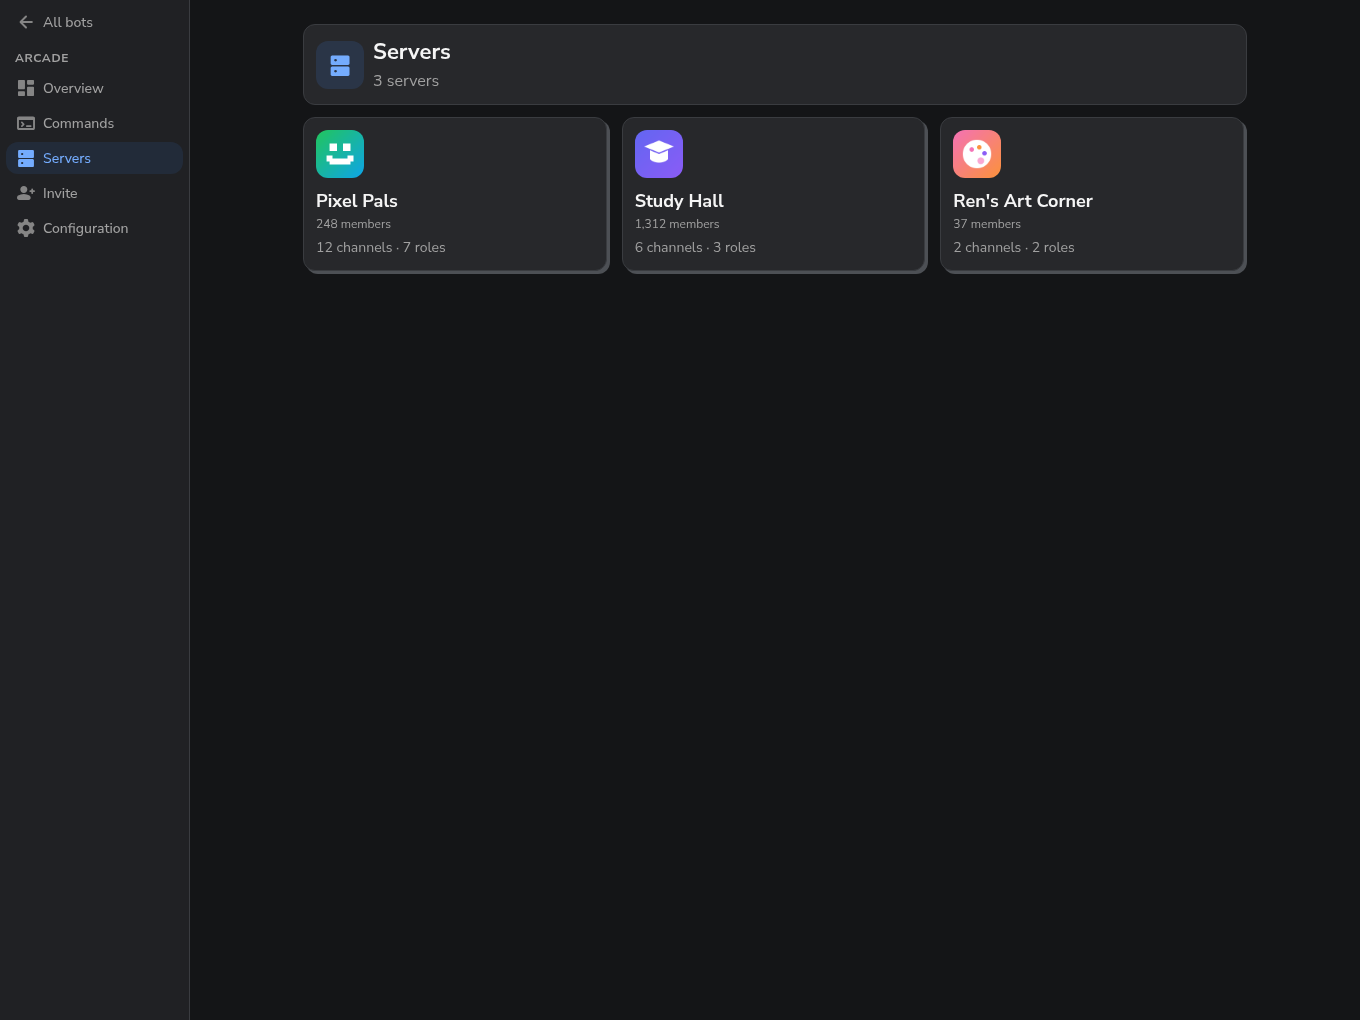 All bots
ARCADE
Overview
Commands
Servers
Invite
Configuration
Servers
3 servers
Pixel Pals
248 members
12 channels · 7 roles
Study Hall
1,312 members
6 channels · 3 roles
Ren's Art Corner
37 members
2 channels · 2 roles